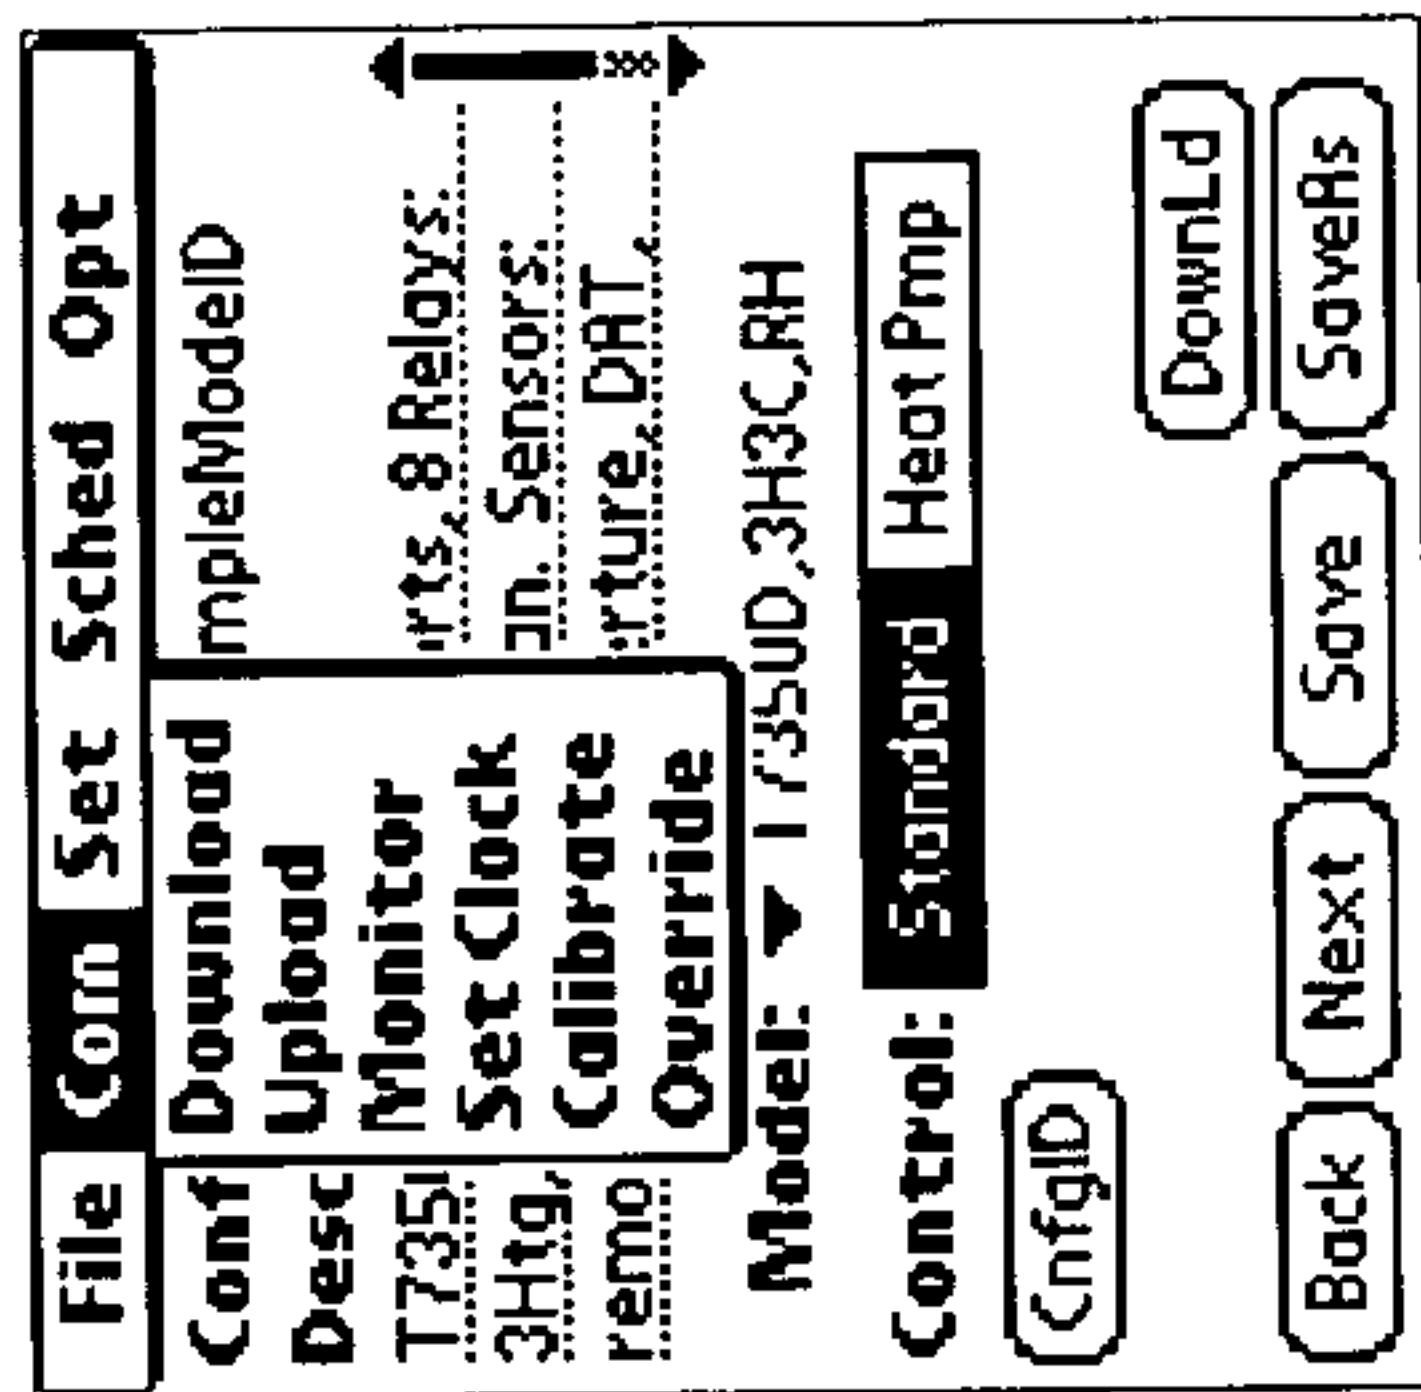 File Com Set Sched Opt
Conf mpleModelD
Download
Desc
Upload
T735 Monitor rts, 8 Relays.
3Htg, Set Clock on. Sensors.
remo Calibrate rture, DAT,
Override
Model: T735UD,3H3C,RH
Control: Standard Heat Pmp
CnfgID
DownLd
Back Next Save SaveAs